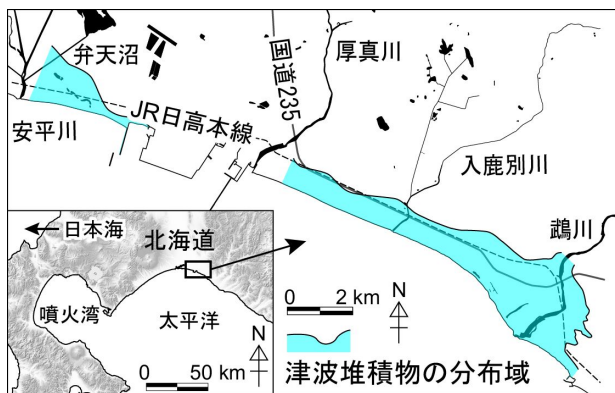 弁天沼
安平川
JR日高本線
国道235
厚真川
入鹿別川
鵡川
日本海
北海道
噴火湾
太平洋
N
0 50 km
0 2 km
N
津波堆積物の分布域